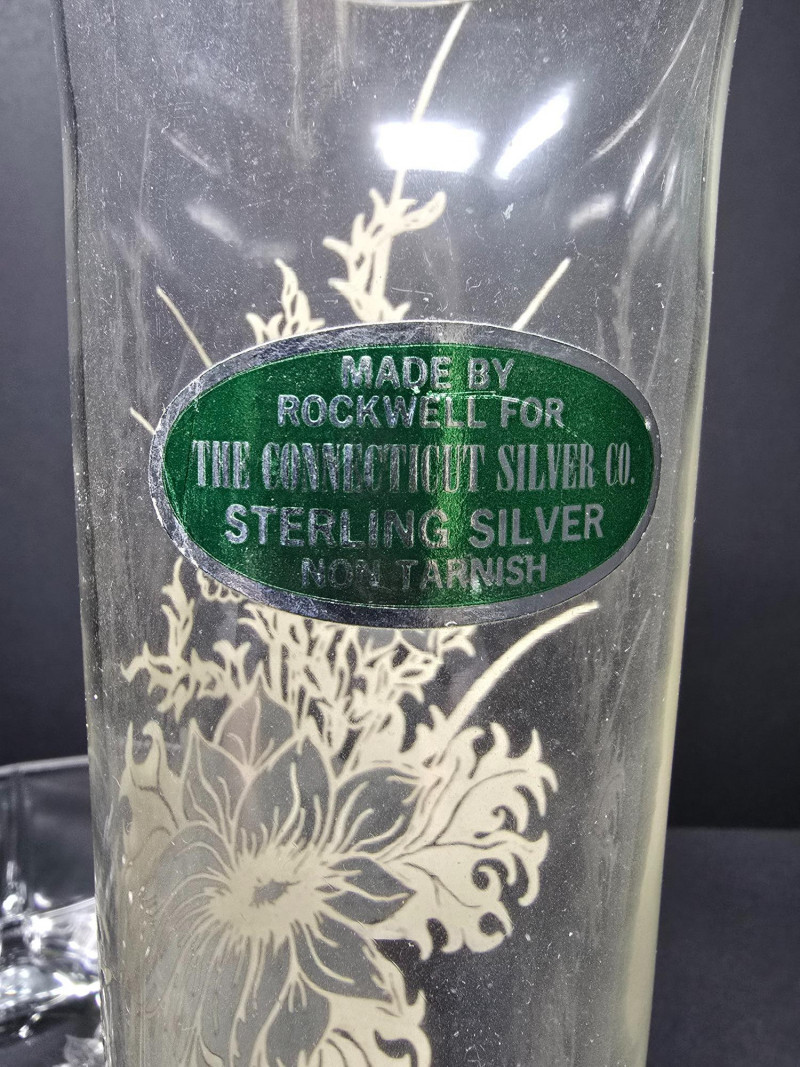 MADE BY
ROCKWELL FOR
THE CONNECTICUT SILVER CO.
STERLING SILVER
NON TARNISH